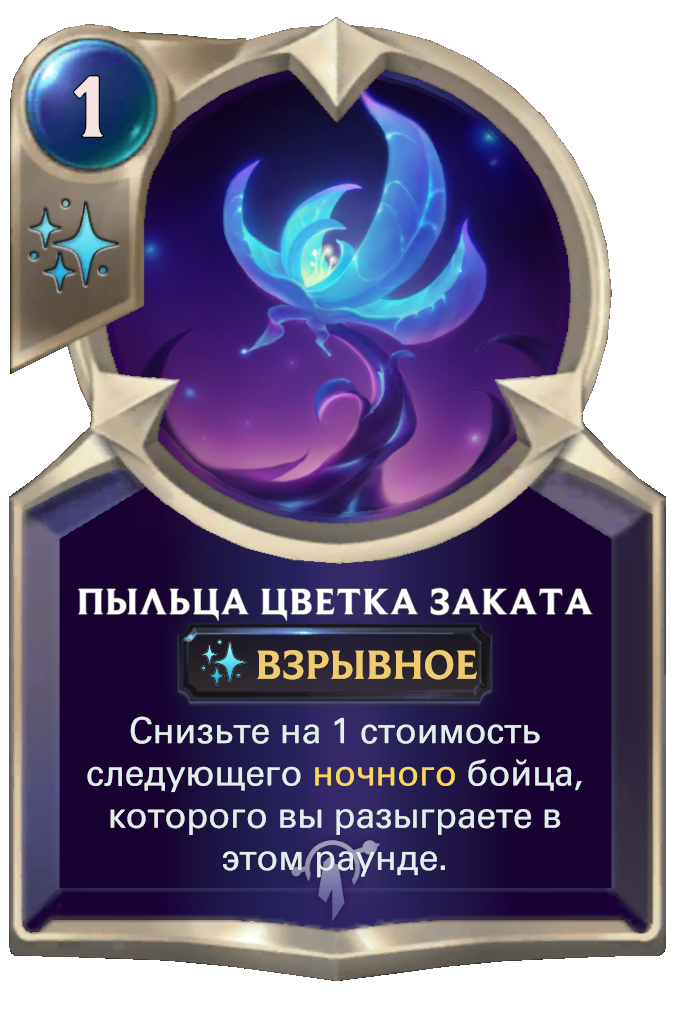 1
ПЫЛЬЦА ЦВЕТКА ЗАКАТА
ВЗРЫВНОЕ
Снизьте на 1 стоимость
следующего ночного бойца,
которого вы разыграете в
этом раунде.